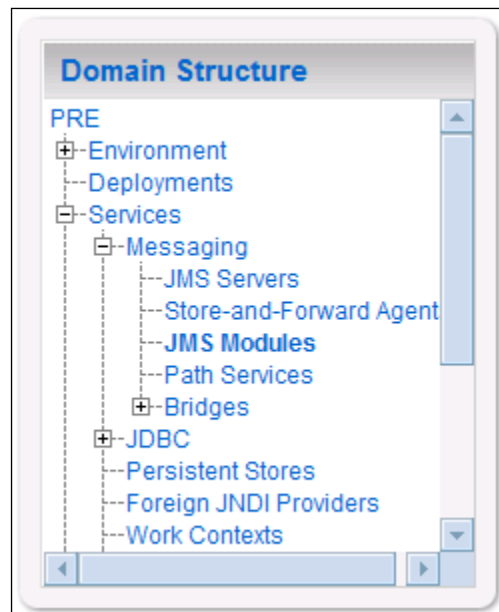 Domain Structure
PRE
Environment
Deployments
Services
Messaging
JMS Servers
Store-and-Forward Agent
JMS Modules
Path Services
Bridges
JDBC
Persistent Stores
Foreign JNDI Providers
Work Contexts